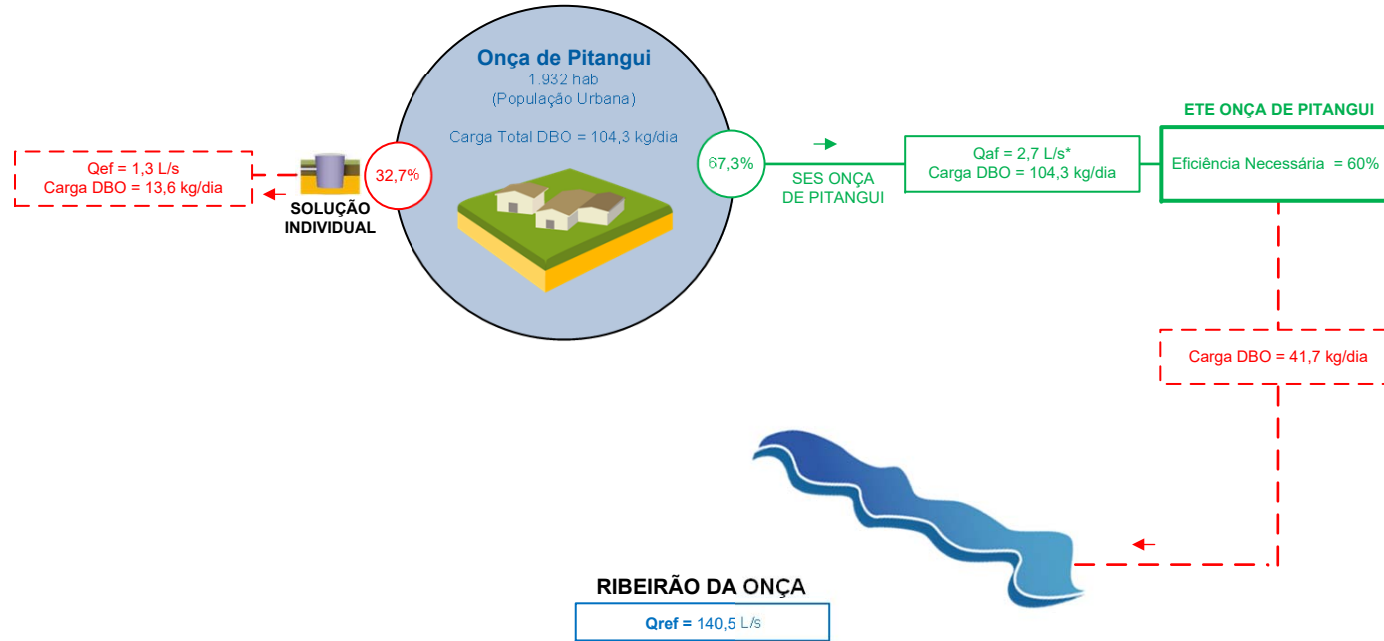 Onça de Pitangui
1.932 hab
(População Urbana)
Carga Total DBO = 104,3 kg/dia
Qef = 1,3 L/s
Carga DBO = 13,6 kg/dia
SOLUÇÃO
INDIVIDUAL
32,7%
67,3%
SES ONÇA
DE PITANGUI
Qaf = 2,7 L/s*
Carga DBO = 104,3 kg/dia
ETE ONÇA DE PITANGUI
Eficiência Necessária = 60%
Carga DBO = 41,7 kg/dia
RIBEIRÃO DA ONÇA
Qref = 140,5 L/s